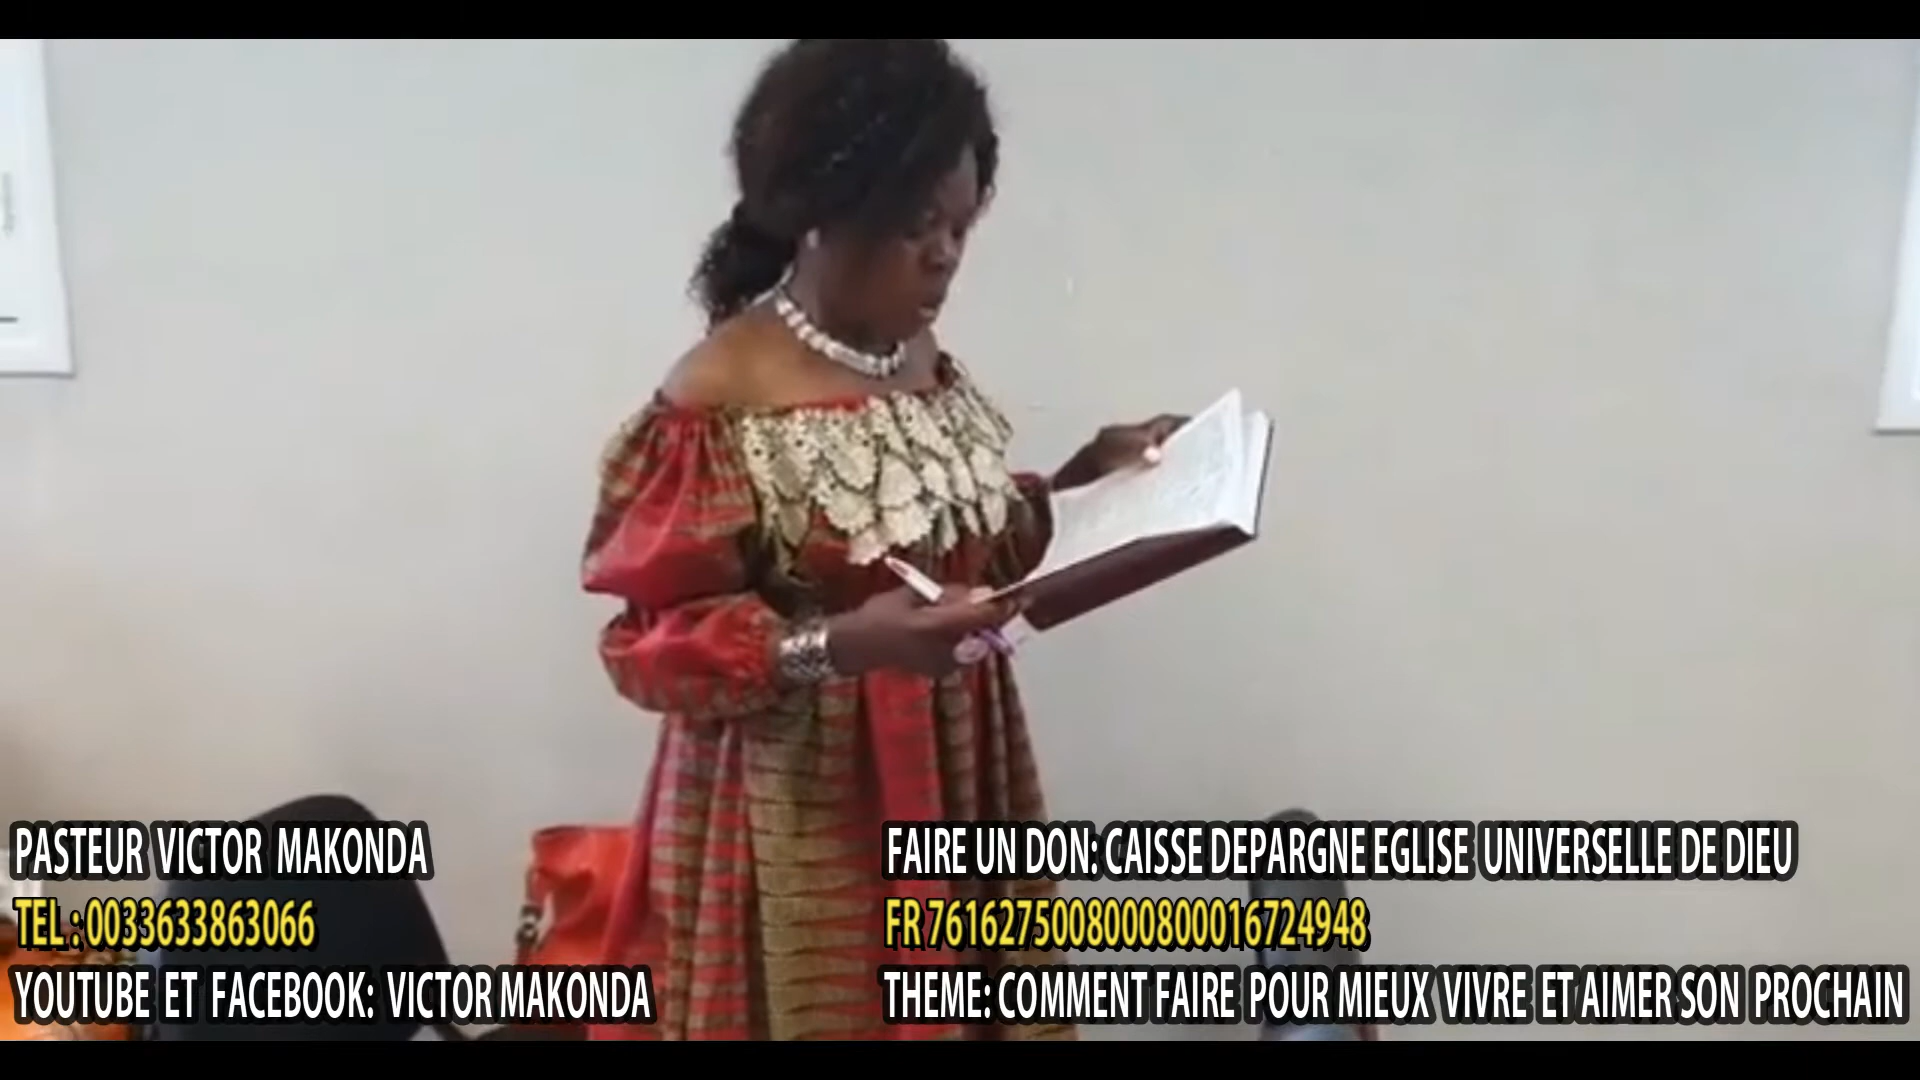 PASTEUR VICTOR MAKONDA
TEL : 0033633863066
YOUTUBE ET FACEBOOK: VICTOR MAKONDA
FAIRE UN DON: CAISSE DEPARGNE EGLISE UNIVERSELLE DE DIEU
FR 7616275008000800016724948
THEME: COMMENT FAIRE POUR MIEUX VIVRE ET AIMER SON PROCHAIN